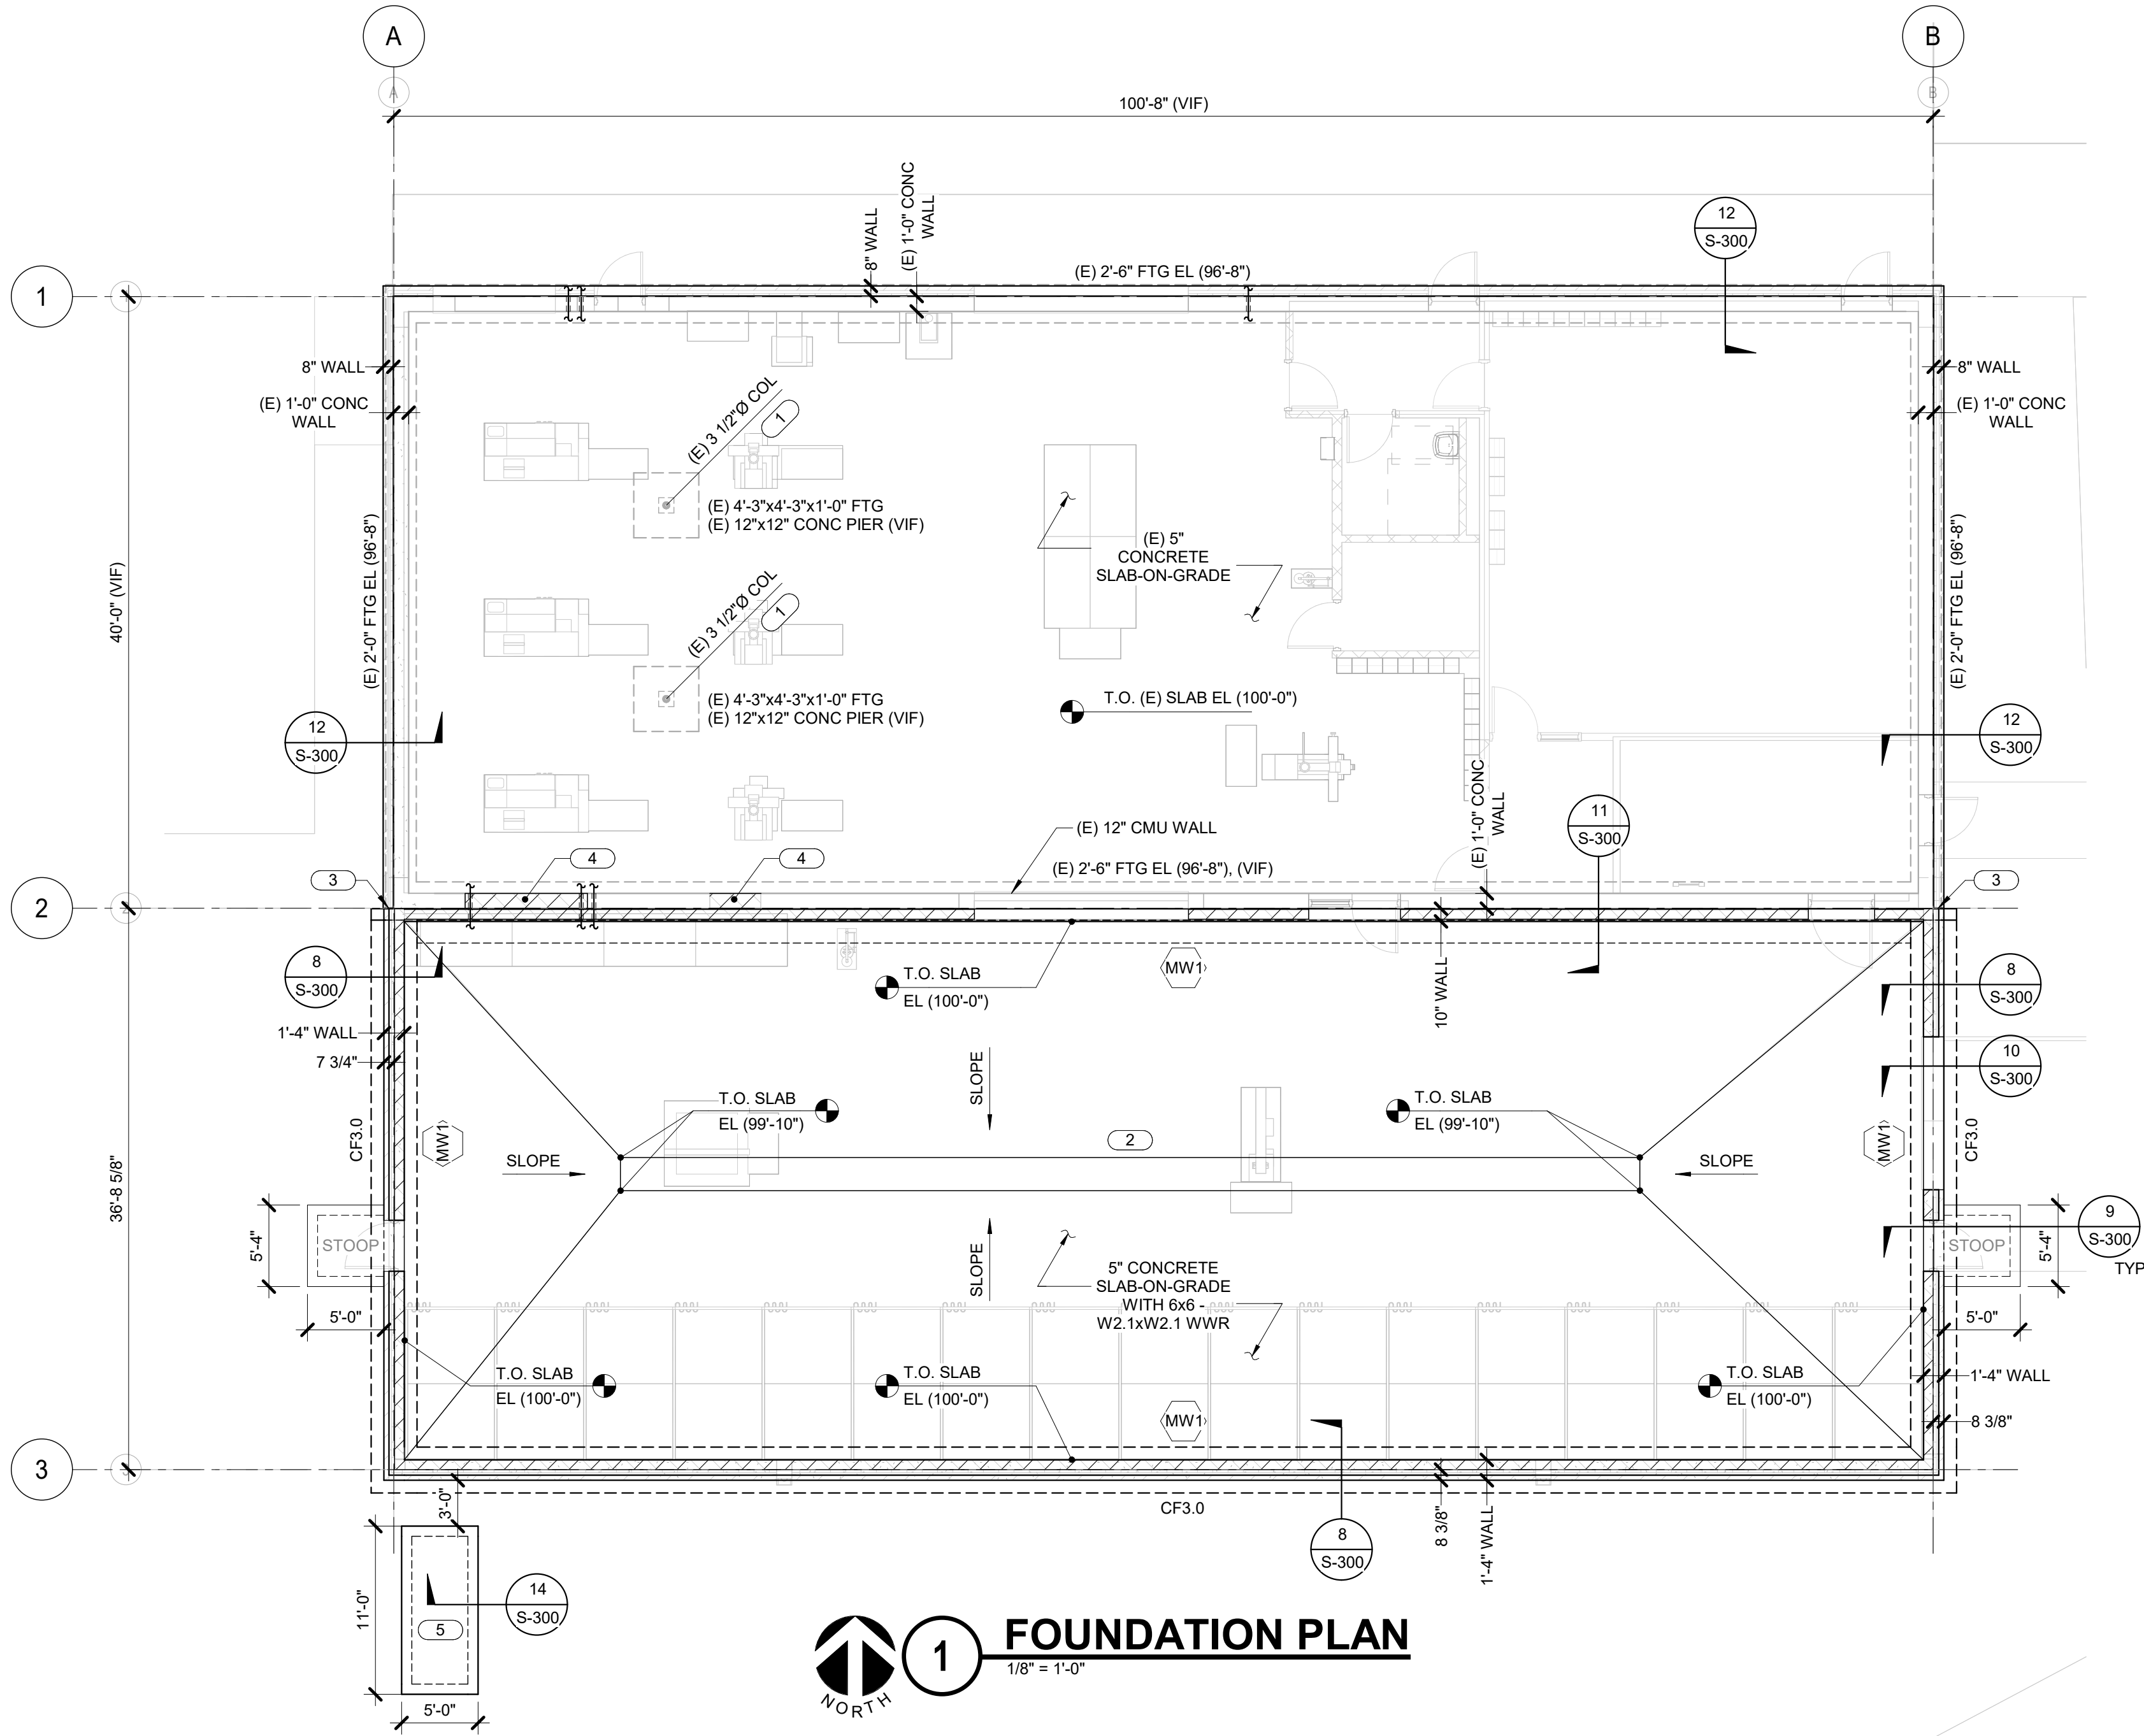 A
B
A
B
100'-8" (VIF)
8" WALL
(E) 1'-0" CONC
WALL
12
S-300
(E) 2'-6" FTG EL (96'-8")
1
8" WALL
(E) 1'-0" CONC
WALL
8" WALL
(E) 1'-0" CONC
WALL
(E) 3 1/2"Ø COL
1
(E) 4'-3"x4'-3"x1'-0" FTG
(E) 12"x12" CONC PIER (VIF)
(E) 5"
CONCRETE
SLAB-ON-GRADE
40'-0" (VIF)
(E) 2'-0" FTG EL (96'-8")
(E) 2'-0" FTG EL (96'-8")
(E) 3 1/2"Ø COL
1
(E) 4'-3"x4'-3"x1'-0" FTG
(E) 12"x12" CONC PIER (VIF)
T.O. (E) SLAB EL (100'-0")
12
S-300
12
S-300
(E) 1'-0" CONC
WALL
11
S-300
(E) 12" CMU WALL
4
4
(E) 2'-6" FTG EL (96'-8"), (VIF)
3
3
2
2
8
S-300
T.O. SLAB
EL (100'-0")
MW1
10" WALL
8
S-300
1'-4" WALL
7 3/4"
10
S-300
SLOPE
T.O. SLAB
EL (99'-10")
T.O. SLAB
EL (99'-10")
CF3.0
MW1
2
MW1
CF3.0
SLOPE
SLOPE
36'-8 5/8"
5'-4"
STOOP
SLOPE
5" CONCRETE
SLAB-ON-GRADE
WITH 6x6 -
W2.1xW2.1 WWR
STOOP
5'-4"
9
S-300
TYP
5'-0"
5'-0"
T.O. SLAB
EL (100'-0")
T.O. SLAB
EL (100'-0")
T.O. SLAB
EL (100'-0")
1'-4" WALL
MW1
8 3/8"
3
3
3'-0"
CF3.0
8 3/8"
1'-4" WALL
8
S-300
11'-0"
14
S-300
5
5'-0"
NORTH
1
FOUNDATION PLAN
1/8" = 1'-0"